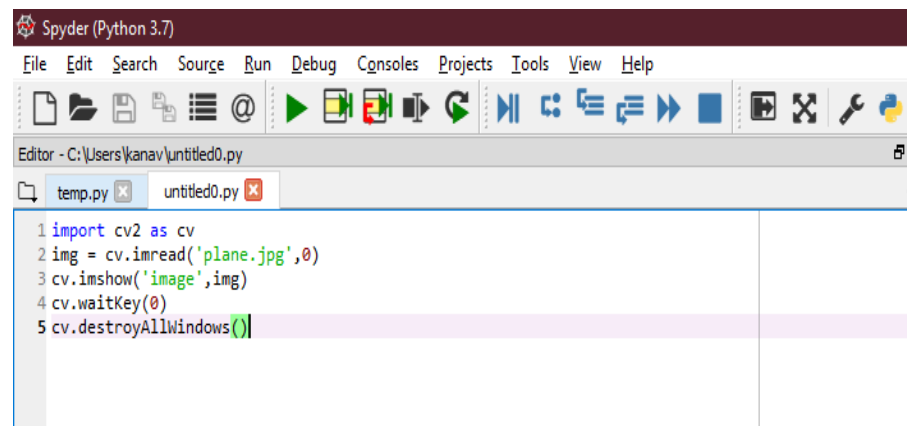 Spyder (Python 3.7)
File Edit Search Source Run Debug Consoles Projects Tools View Help
Editor - C:\Users\kanav\untitled0.py
temp.py untitled0.py
1 import cv2 as cv
2 img = cv.imread('plane.jpg',0)
3 cv.imshow('image',img)
4 cv.waitKey(0)
5 cv.destroyAllWindows()